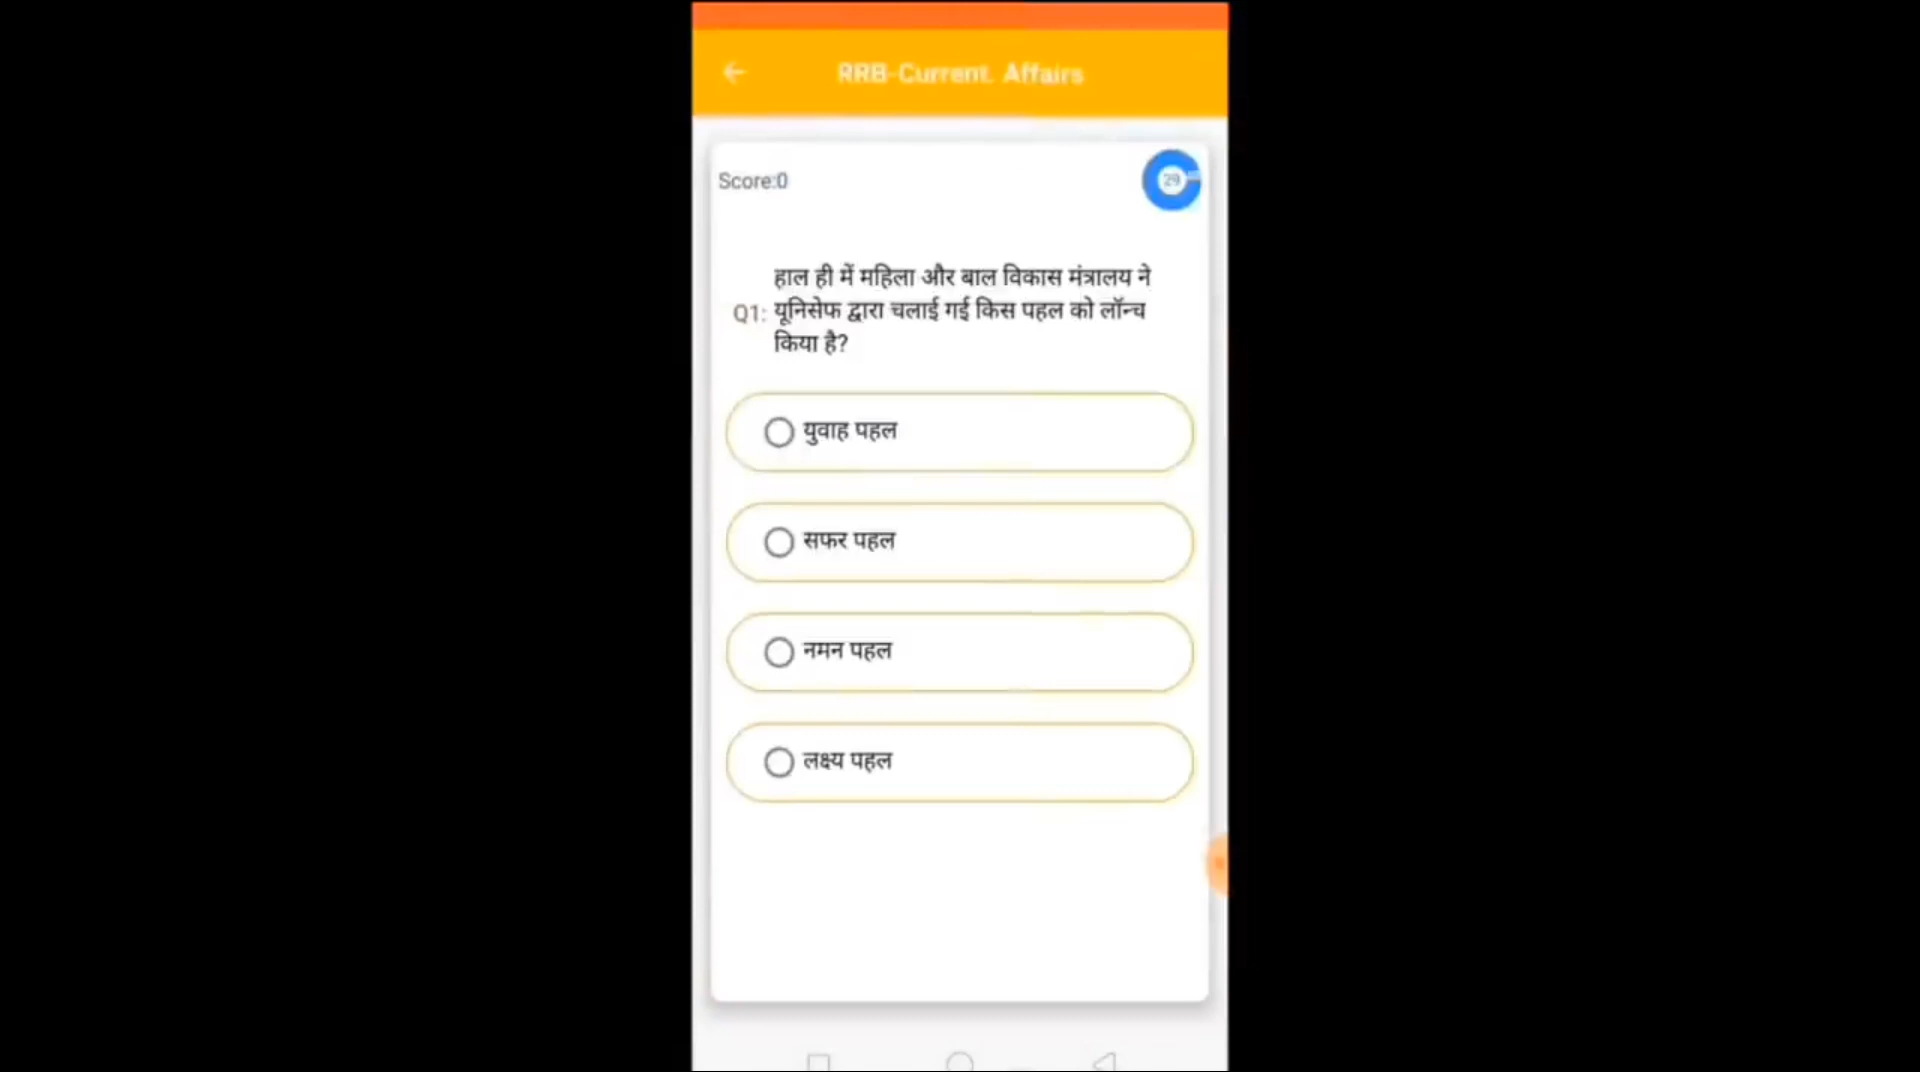 RRB-Current. Affairs
Score:0
29
हाल ही में महिला और बाल विकास मंत्रालय ने
Q1: यूनिसेफ द्वारा चलाई गई किस पहल को लॉन्च
किया है?
युवाह पहल
सफर पहल
नमन पहल
लक्ष्य पहल